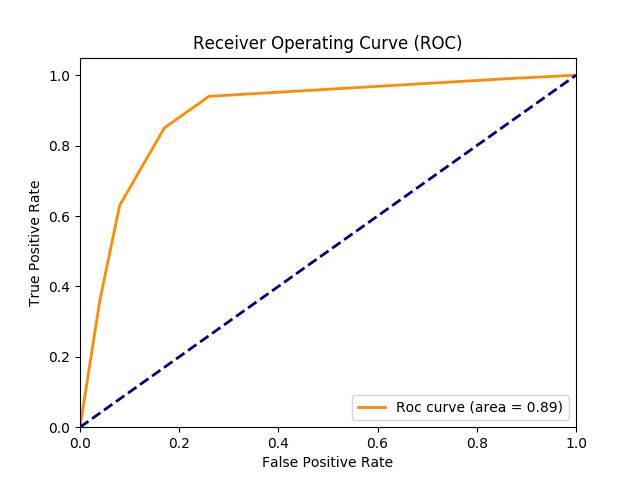 Receiver Operating Curve (ROC)
1.0
0.8
0.6
0.4
0.2
0.0
True Positive Rate
Roc curve (area = 0.89)
0.0 0.2 0.4 0.6 0.8 1.0
False Positive Rate